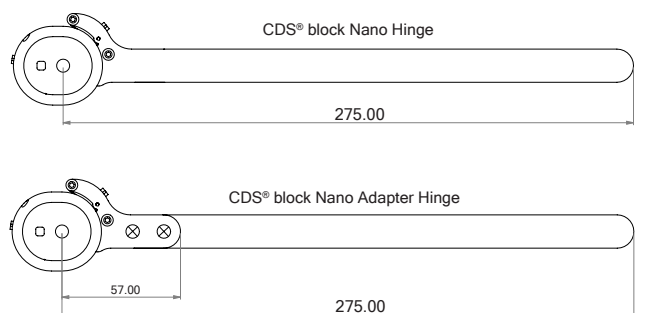 CDS® block Nano Hinge
275.00
CDS® block Nano Adapter Hinge
57.00
275.00